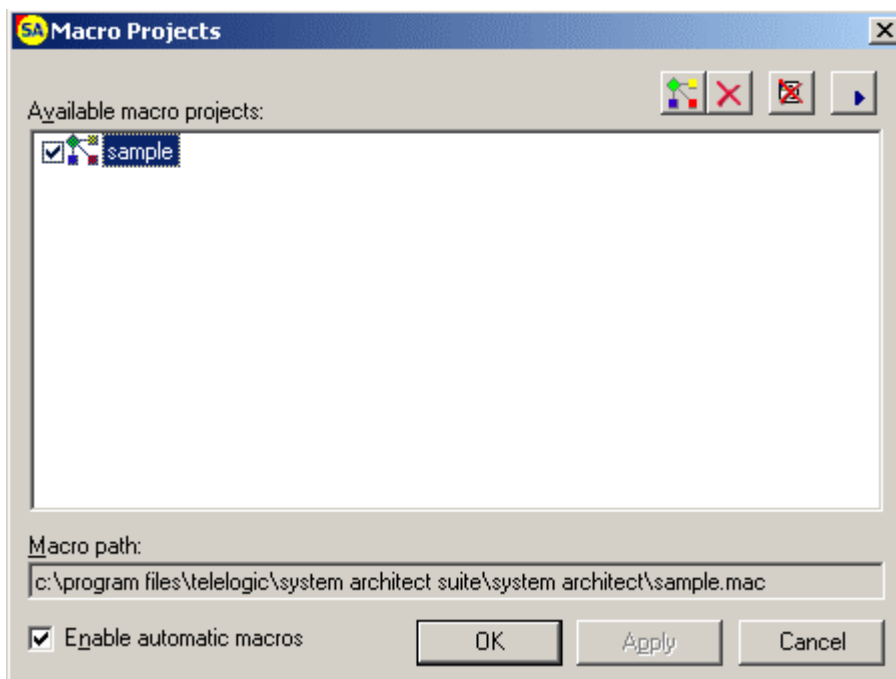 SA Macro Projects
Available macro projects:
sample
Macro path:
c:\program files\telelogic\system architect suite\system architect\sample.mac
Enable automatic macros OK Apply Cancel